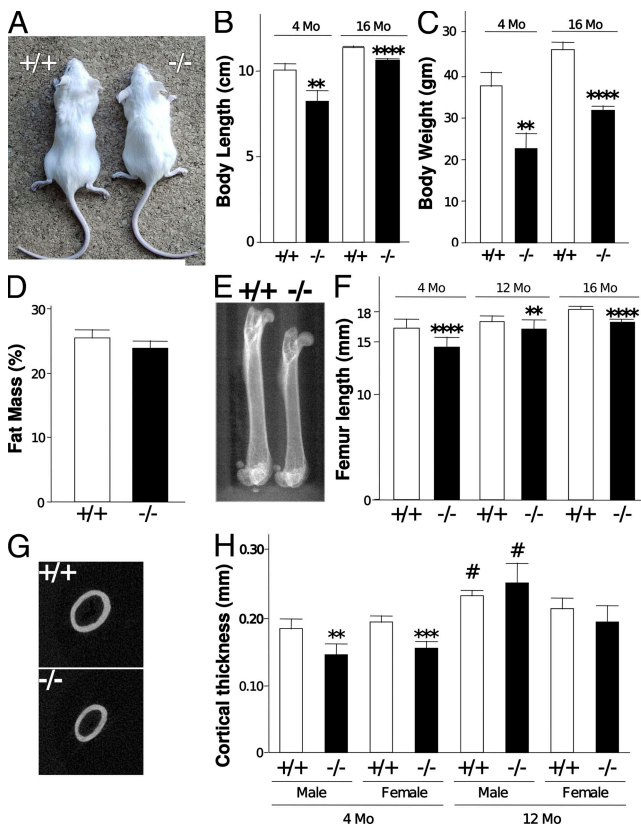 A
+/+
-/-
B
Body Length (cm)
4 Mo
16 Mo
10
5
0
**
****
+/+ -/- +/+ -/-
C
Body Weight (gm)
4 Mo
16 Mo
30
40
30
20
10
0
**
****
+/+ -/- +/+ -/-
D
Fat Mass (%)
30
20
10
0
+/+ -/-
E
+/+ -/-
F
Femur length (mm)
4 Mo
12 Mo
16 Mo
18
15
10
0
****
**
****
+/+ -/- +/+ -/- +/+ -/-
G
+/+
-/-
H
Cortical thickness (mm)
0.30
0.20
0.10
0
**
***
#
#
+/+ -/- +/+ -/- +/+ -/- +/+ -/-
Male Female Male Female
4 Mo 12 Mo